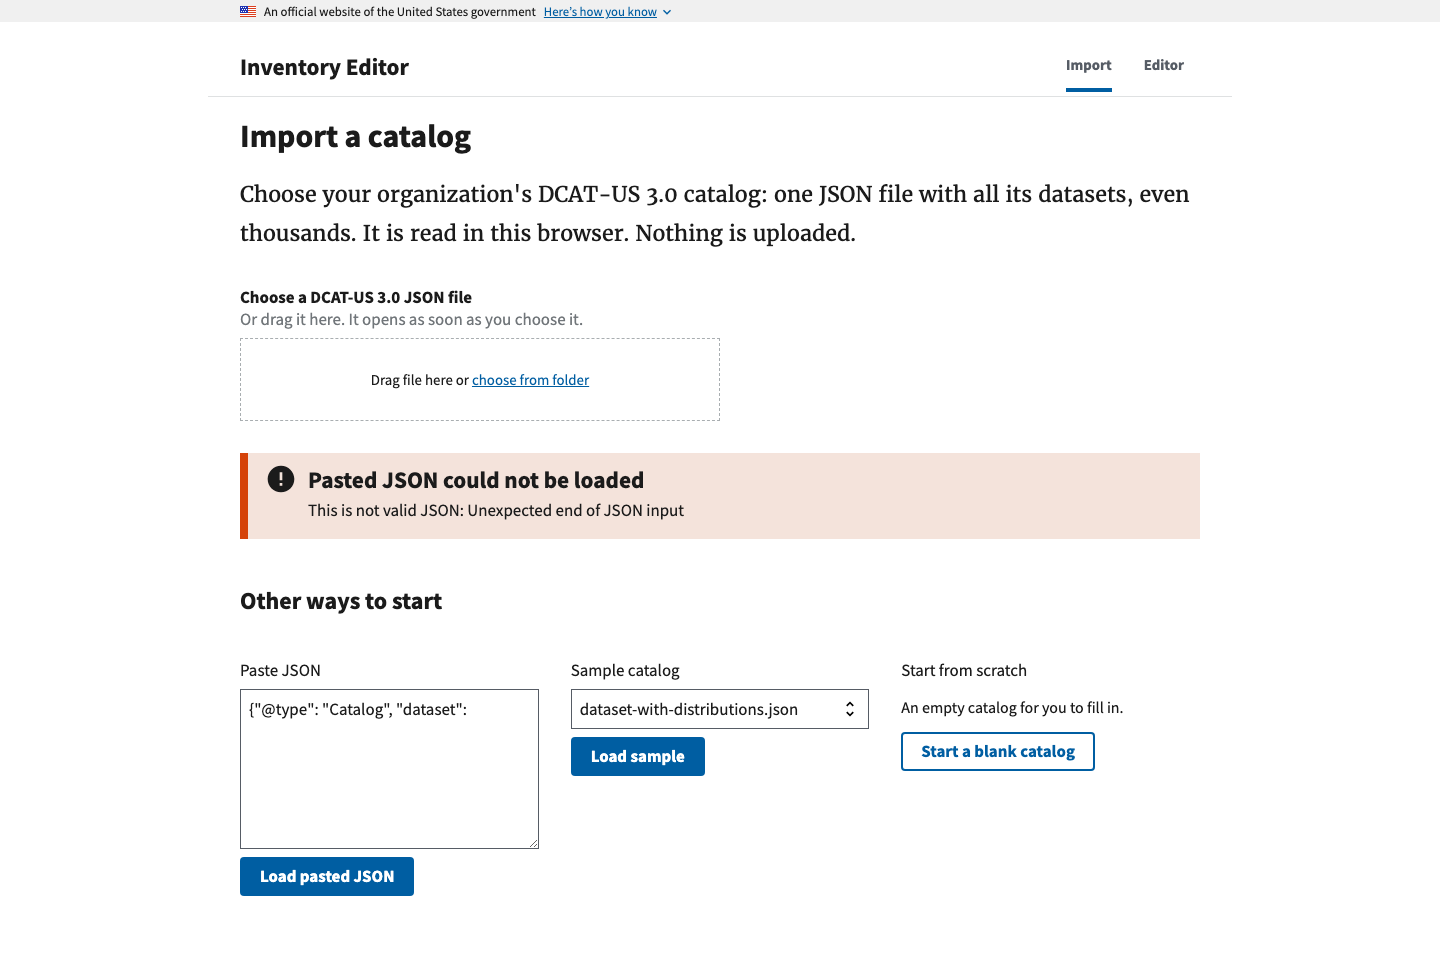 An official website of the United States government Here's how you know
Inventory Editor
Import
Editor
Import a catalog
Choose your organization's DCAT-US 3.0 catalog: one JSON file with all its datasets, even
thousands. It is read in this browser. Nothing is uploaded.
Choose a DCAT-US 3.0 JSON file
Or drag it here. It opens as soon as you choose it.
Drag file here or choose from folder
Pasted JSON could not be loaded
This is not valid JSON: Unexpected end of JSON input
Other ways to start
Paste JSON
{"@type": "Catalog", "dataset":
Load pasted JSON
Sample catalog
dataset-with-distributions.json
Load sample
Start from scratch
An empty catalog for you to fill in.
Start a blank catalog